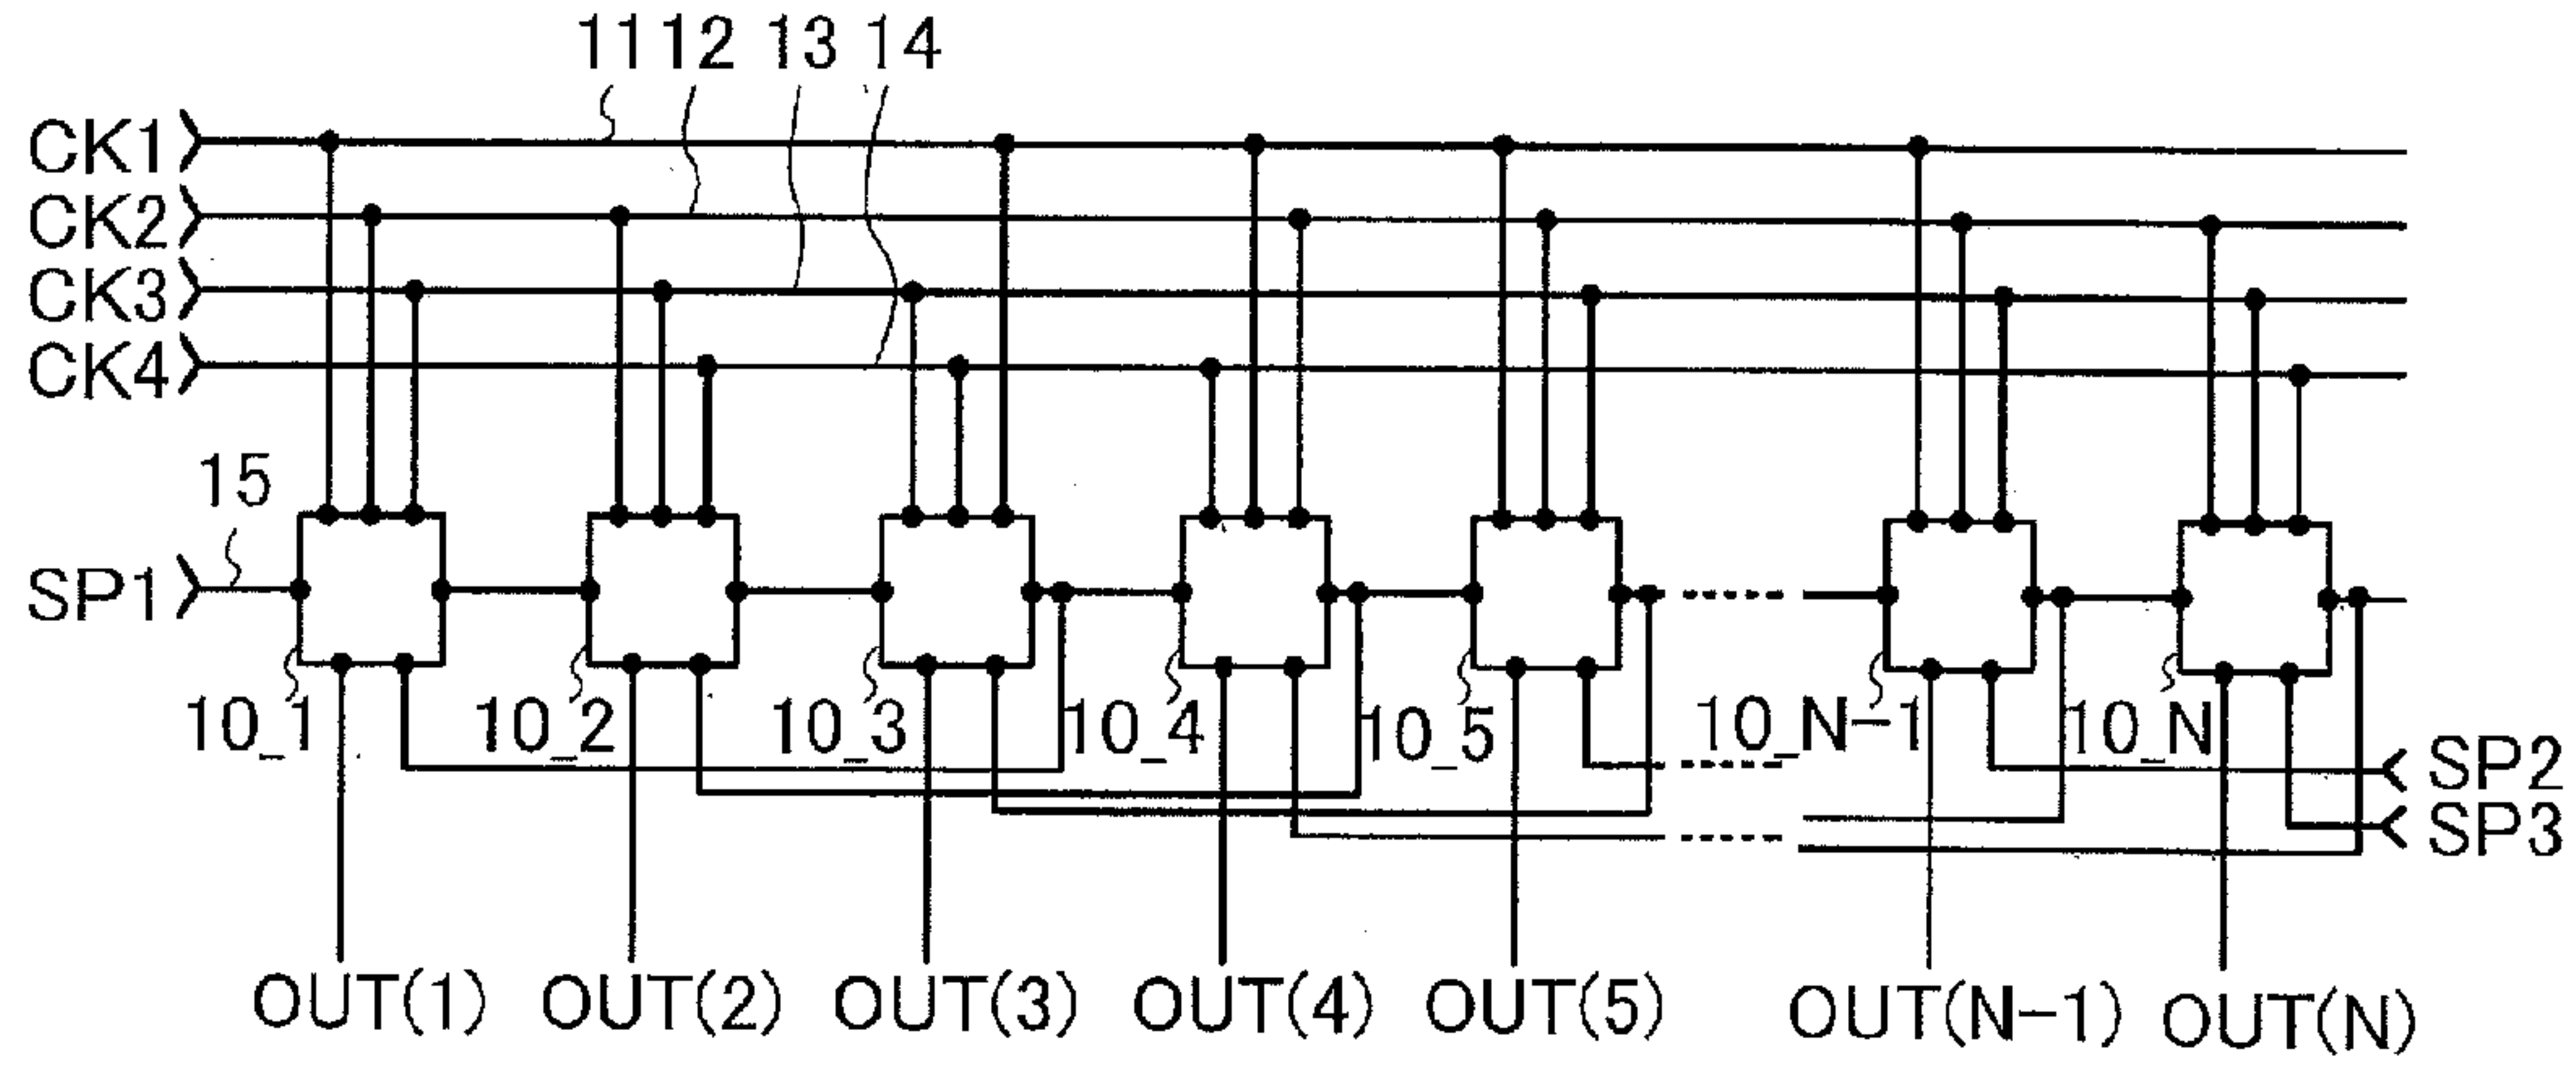 11 12 13 14
CK1
CK2
CK3
CK4
15
SP1
10_1 10_2 10_3 10_4 10_5 10_N-1 10_N
SP2
SP3
OUT(1) OUT(2) OUT(3) OUT(4) OUT(5) OUT(N-1) OUT(N)